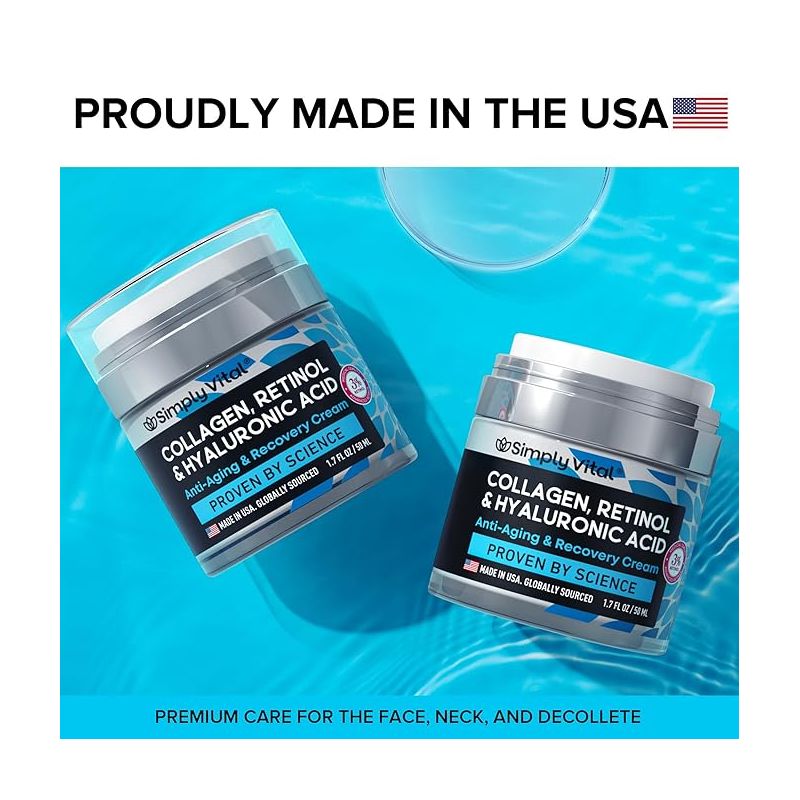 PROUDLY MADE IN THE USA
Simply Vital®
COLLAGEN, RETINOL
& HYALURONIC ACID
3%
Anti-Aging & Recovery Cream
PROVEN BY SCIENCE
MADE IN USA. GLOBALLY SOURCED
1.7 FL OZ / 50 ML
Simply Vital®
COLLAGEN, RETINOL
& HYALURONIC ACID
Anti-Aging & Recovery Cream
3%
PROVEN BY SCIENCE
MADE IN USA. GLOBALLY SOURCED
1.7 FL OZ / 50 ML
PREMIUM CARE FOR THE FACE, NECK, AND DECOLLETE